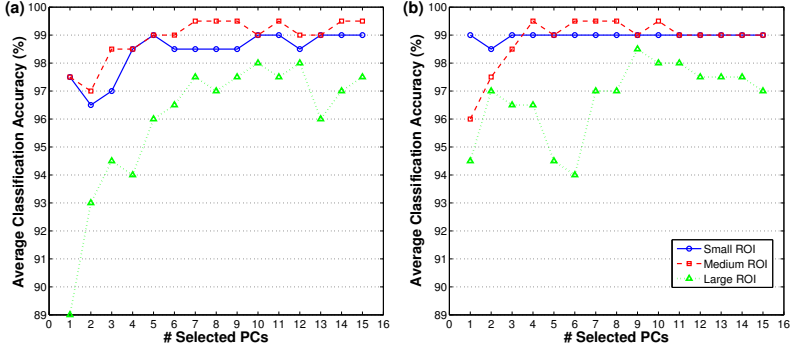 (a)
Average Classification Accuracy (%)
100
99
98
97
96
95
94
93
92
91
90
89
0 1 2 3 4 5 6 7 8 9 10 11 12 13 14 15 16
# Selected PCs
(b)
Average Classification Accuracy (%)
100
99
98
97
96
95
94
93
92
91
90
89
0 1 2 3 4 5 6 7 8 9 10 11 12 13 14 15 16
# Selected PCs
Small ROI
Medium ROI
Large ROI